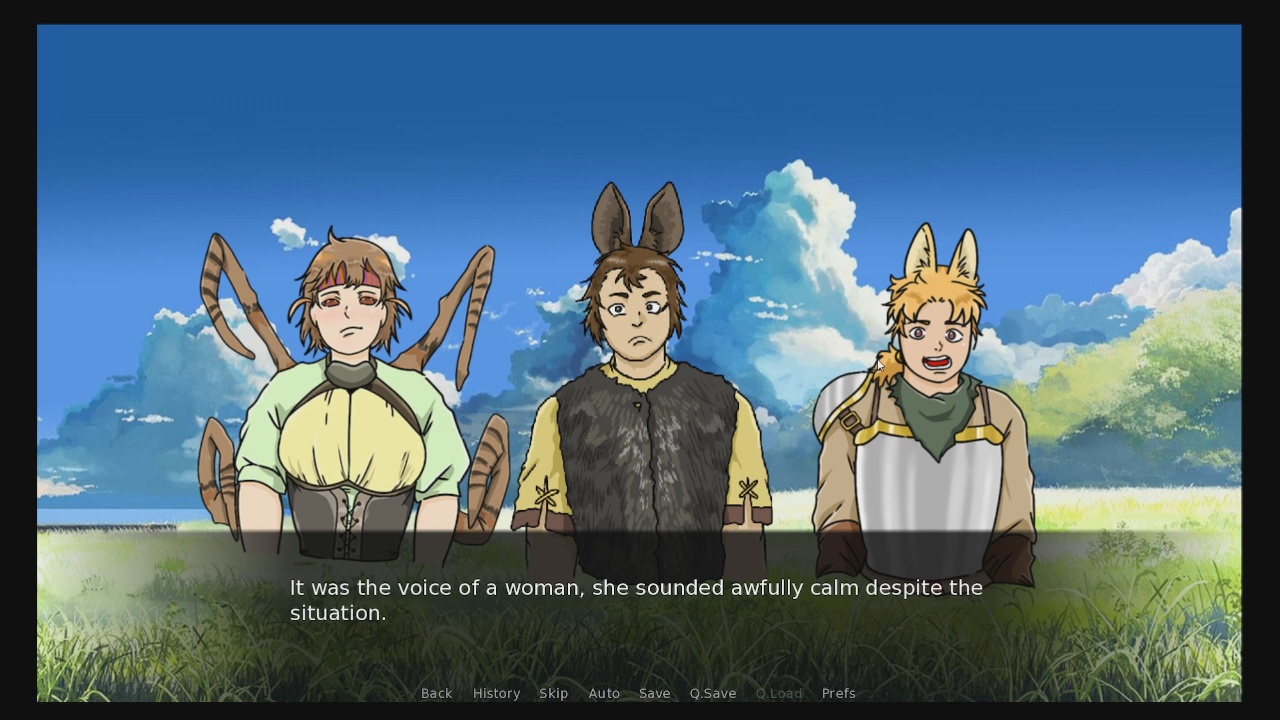 It was the voice of a woman, she sounded awfully calm despite the
situation.
Back History Skip Auto Save Q.Save Q.Load Prefs